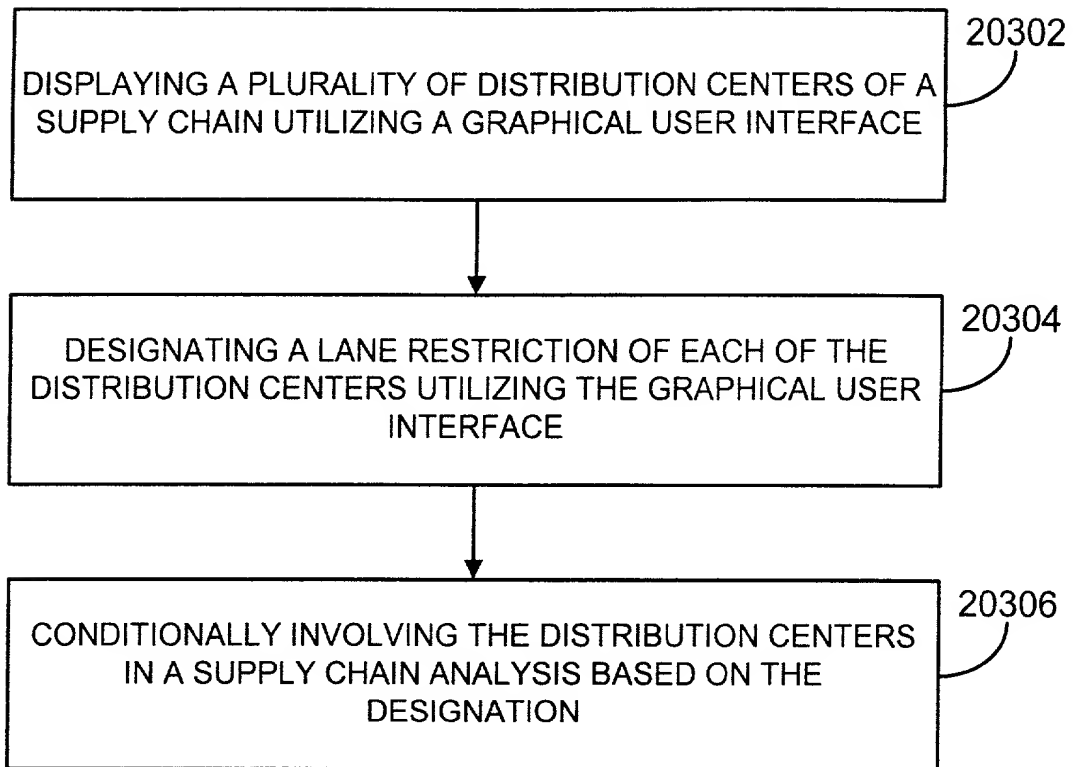 20302
DISPLAYING A PLURALITY OF DISTRIBUTION CENTERS OF A
SUPPLY CHAIN UTILIZING A GRAPHICAL USER INTERFACE
20304
DESIGNATING A LANE RESTRICTION OF EACH OF THE
DISTRIBUTION CENTERS UTILIZING THE GRAPHICAL USER
INTERFACE
20306
CONDITIONALLY INVOLVING THE DISTRIBUTION CENTERS
IN A SUPPLY CHAIN ANALYSIS BASED ON THE
DESIGNATION